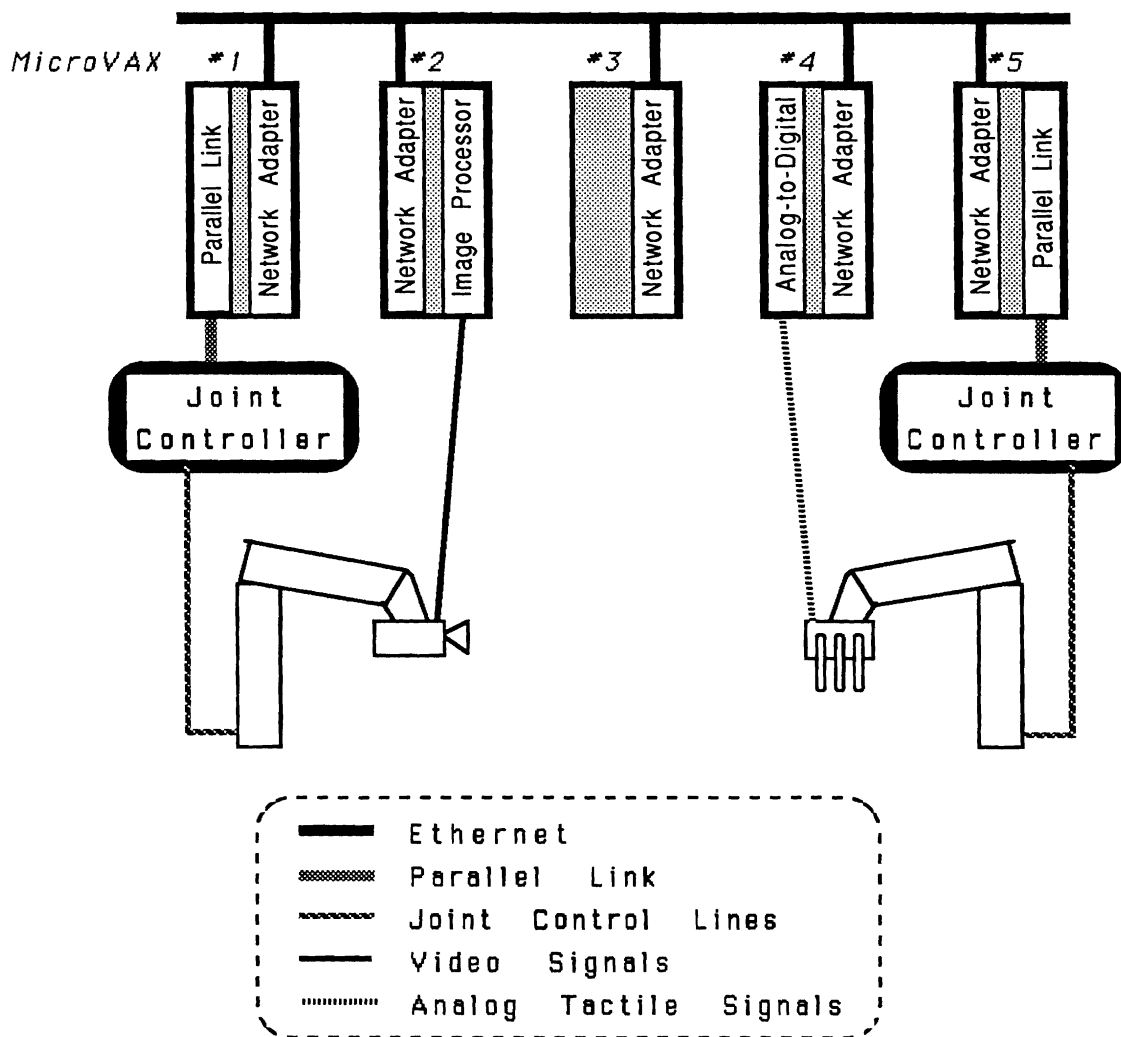 MicroVAX #1 #2 #3 #4 #5
Parallel Link
Network Adapter
Network Adapter
Image Processor
Network Adapter
Analog-to-Digital
Network Adapter
Network Adapter
Parallel Link
Joint
Controller
Joint
Controller
Ethernet
Parallel Link
Joint Control Lines
Video Signals
Analog Tactile Signals